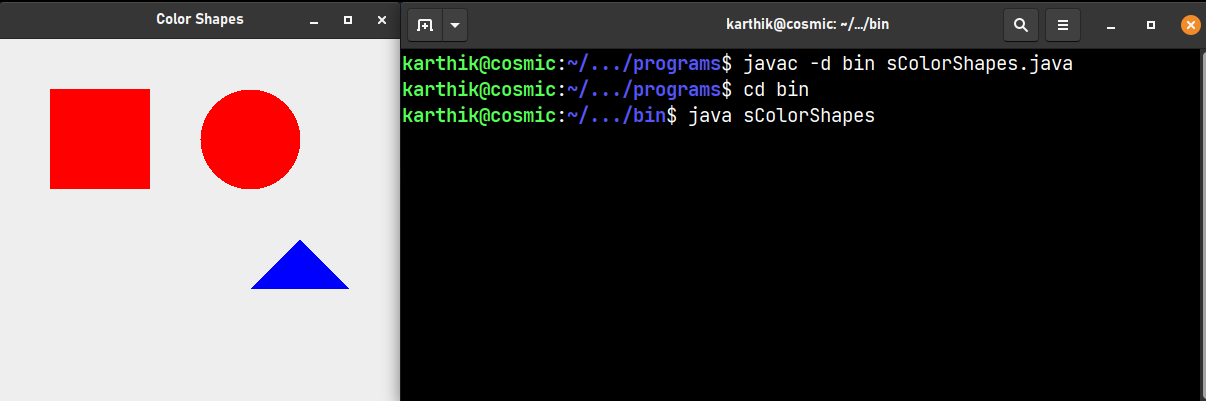 Color Shapes
karthik@cosmic: ~/.../bin
karthik@cosmic:~/.../programs$ javac -d bin sColorShapes.java
karthik@cosmic:~/.../programs$ cd bin
karthik@cosmic:~/.../bin$ java sColorShapes